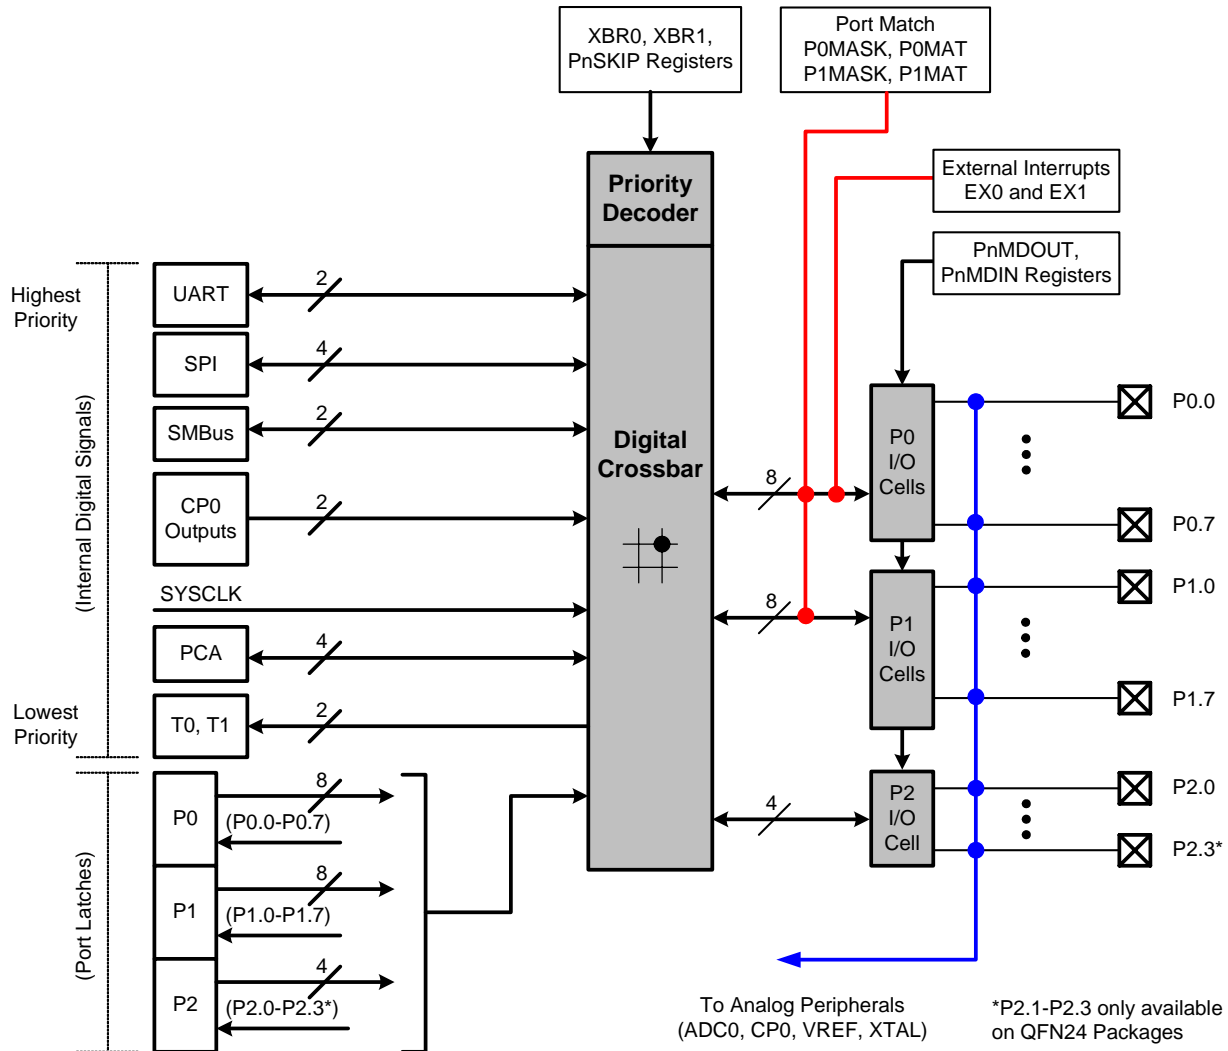 XBR0, XBR1,
PnSKIP Registers
Port Match
P0MASK, P0MAT
P1MASK, P1MAT
External Interrupts
EX0 and EX1
Priority
Decoder
PnMDOUT,
PnMDIN Registers
Highest
Priority
UART
2
SPI
4
(Internal Digital Signals)
SMBus
2
CP0
Outputs
2
SYSCLK
PCA
4
Lowest
Priority
T0, T1
2
Digital
Crossbar
8
P0
I/O
Cells
P0.0
P0.7
8
P1
I/O
Cells
P1.0
P1.7
4
P2
I/O
Cell
P2.0
P2.3*
(Port Latches)
P0
8
(P0.0-P0.7)
P1
8
(P1.0-P1.7)
P2
4
(P2.0-P2.3*)
To Analog Peripherals
(ADC0, CP0, VREF, XTAL)
*P2.1-P2.3 only available
on QFN24 Packages